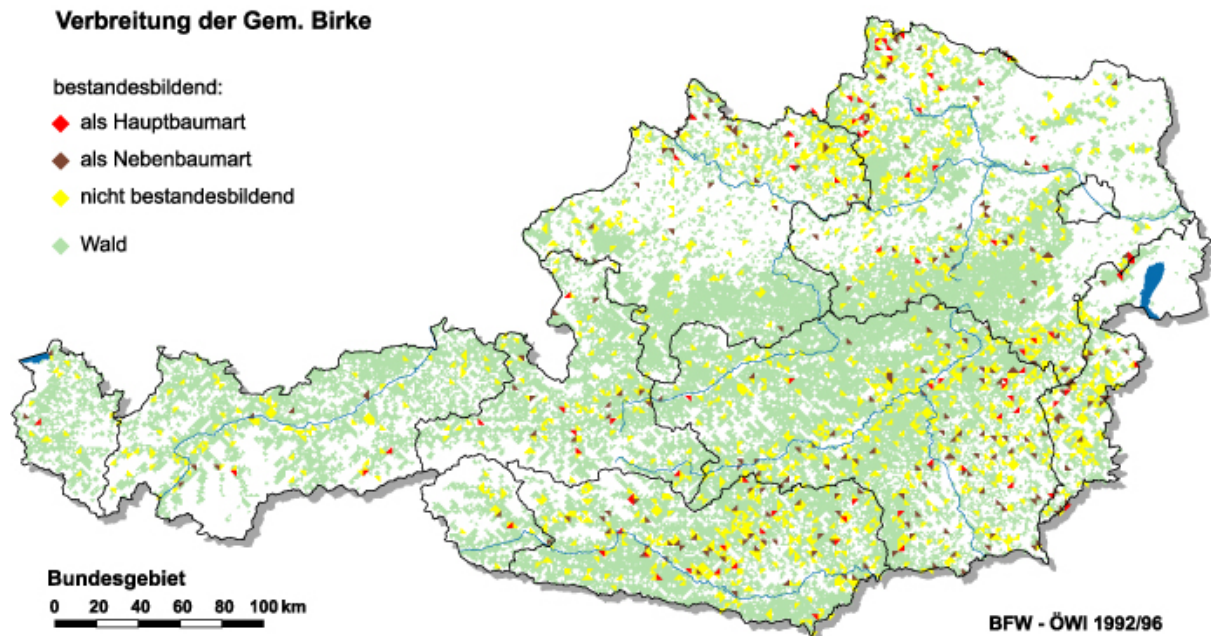 Verbreitung der Gem. Birke
bestandesbildend:
als Hauptbaumart
als Nebenbaumart
nicht bestandesbildend
Wald
Bundesgebiet
0 20 40 60 80 100 km
BFW - ÖWI 1992/96